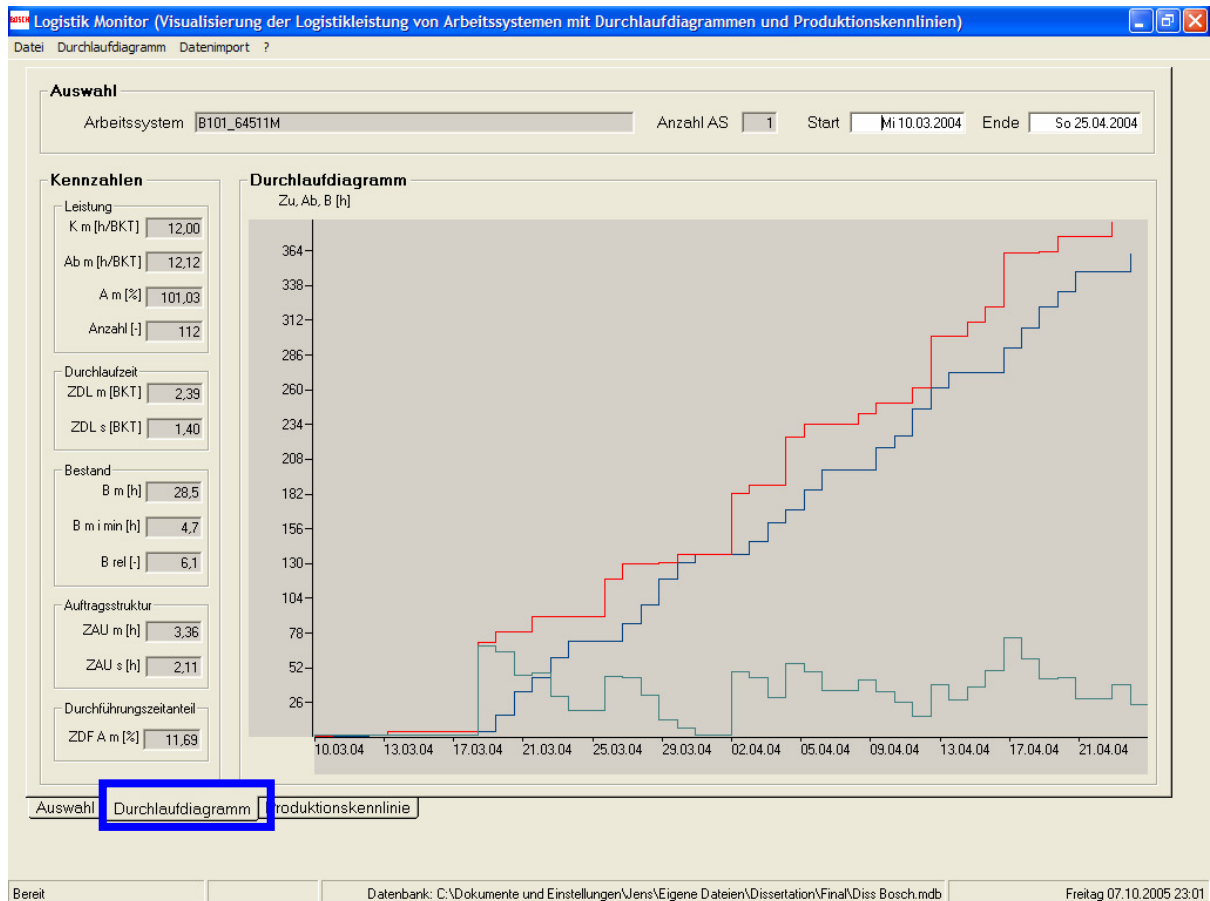 BOSCH Logistik Monitor (Visualisierung der Logistikleistung von Arbeitssystemen mit Durchlaufdiagrammen und Produktionskennlinien)
Datei Durchlaufdiagramm Datenimport ?
Auswahl
Arbeitssystem B101_64511M Anzahl AS 1 Start Mi 10.03.2004 Ende So 25.04.2004
Kennzahlen
Leistung
K m [h/BKT] 12,00
Ab m [h/BKT] 12,12
A m [%] 101,03
Anzahl [-] 112
Durchlaufzeit
ZDL m [BKT] 2,39
ZDL s [BKT] 1,40
Bestand
B m [h] 28,5
B m i min [h] 4,7
B rel [-] 6,1
Auftragsstruktur
ZAU m [h] 3,36
ZAU s [h] 2,11
Durchführungszeitanteil
ZDF A m [%] 11,69
Durchlaufdiagramm
Zu, Ab, B [h]
364
338
312
286
260
234
208
182
156
130
104
78
52
26
10.03.04 13.03.04 17.03.04 21.03.04 25.03.04 29.03.04 02.04.04 05.04.04 09.04.04 13.04.04 17.04.04 21.04.04
Auswahl Durchlaufdiagramm Produktionskennlinie
Bereit Datenbank: C:\Dokumente und Einstellungen\Jens\Eigene Dateien\Dissertation\Final\Diss Bosch.mdb Freitag 07.10.2005 23:01